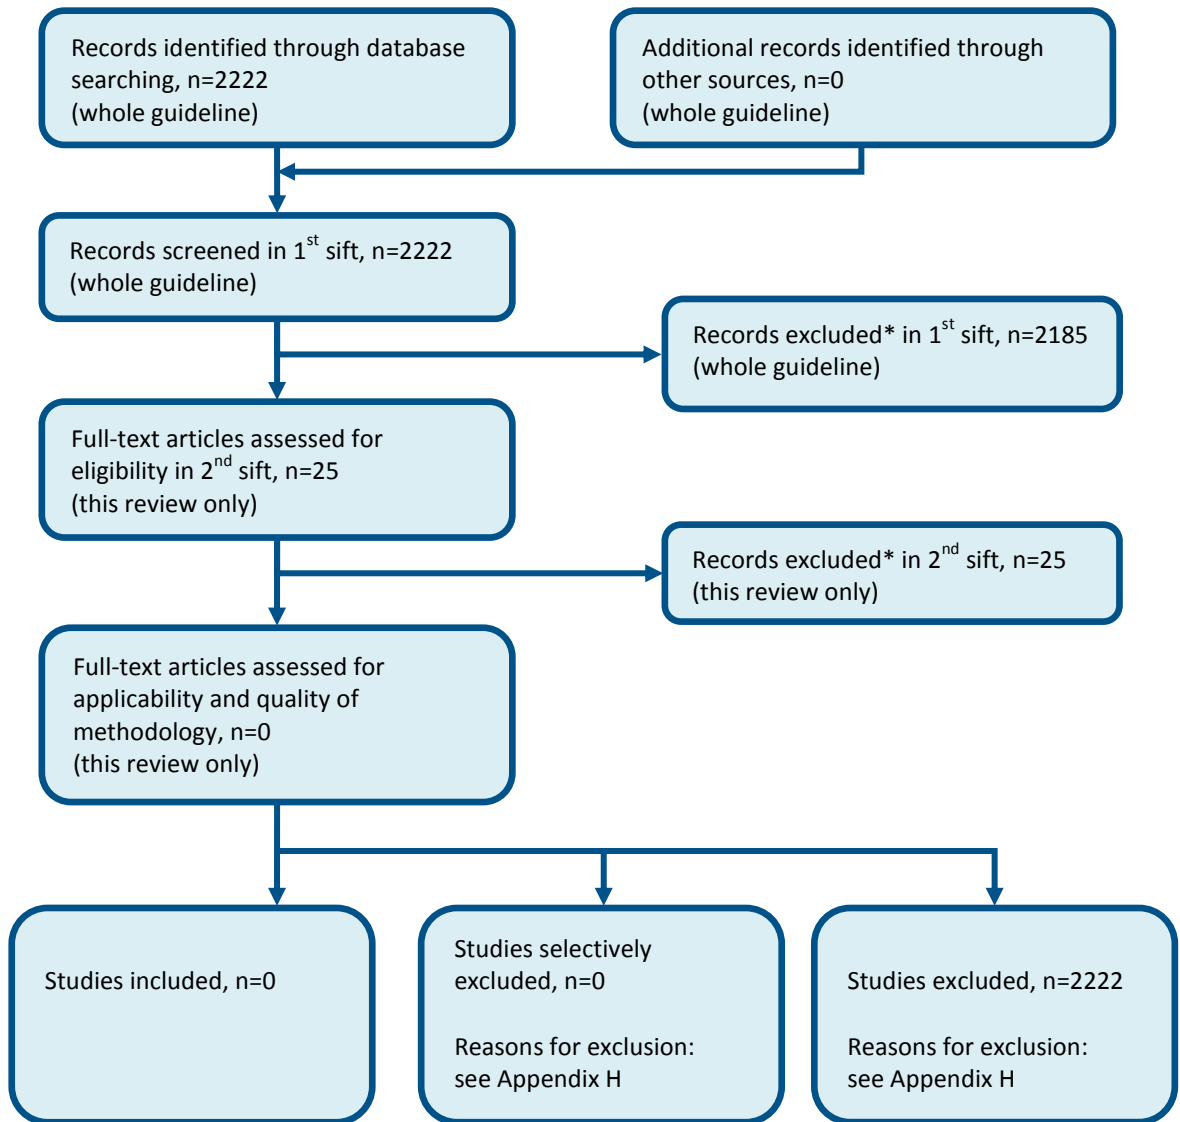 Records identified through database
searching, n=2222
(whole guideline)
Additional records identified through
other sources, n=0
(whole guideline)
Records screened in 1st sift, n=2222
(whole guideline)
Records excluded* in 1st sift, n=2185
(whole guideline)
Full-text articles assessed for
eligibility in 2nd sift, n=25
(this review only)
Records excluded* in 2nd sift, n=25
(this review only)
Full-text articles assessed for
applicability and quality of
methodology, n=0
(this review only)
Studies included, n=0
Studies selectively
excluded, n=0
Reasons for exclusion:
see Appendix H
Studies excluded, n=2222
Reasons for exclusion:
see Appendix H